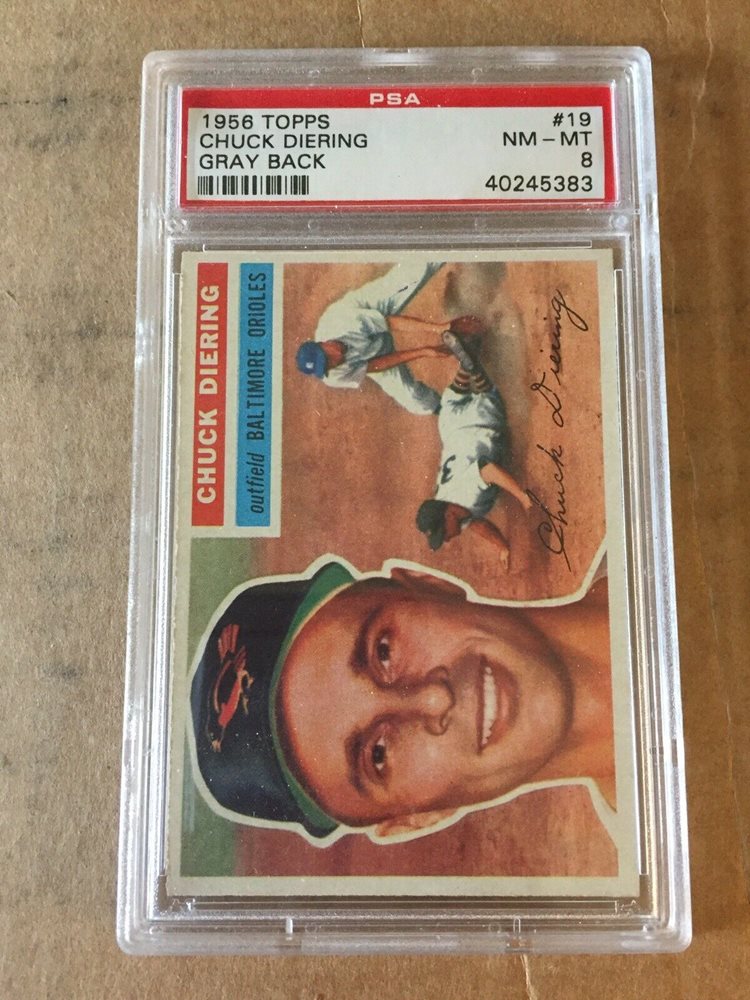 PSA
1956 TOPPS #19
CHUCK DIERING NM-MT
GRAY BACK 8
40245383
CHUCK DIERING
outfield BALTIMORE ORIOLES
3
Chuck Diering